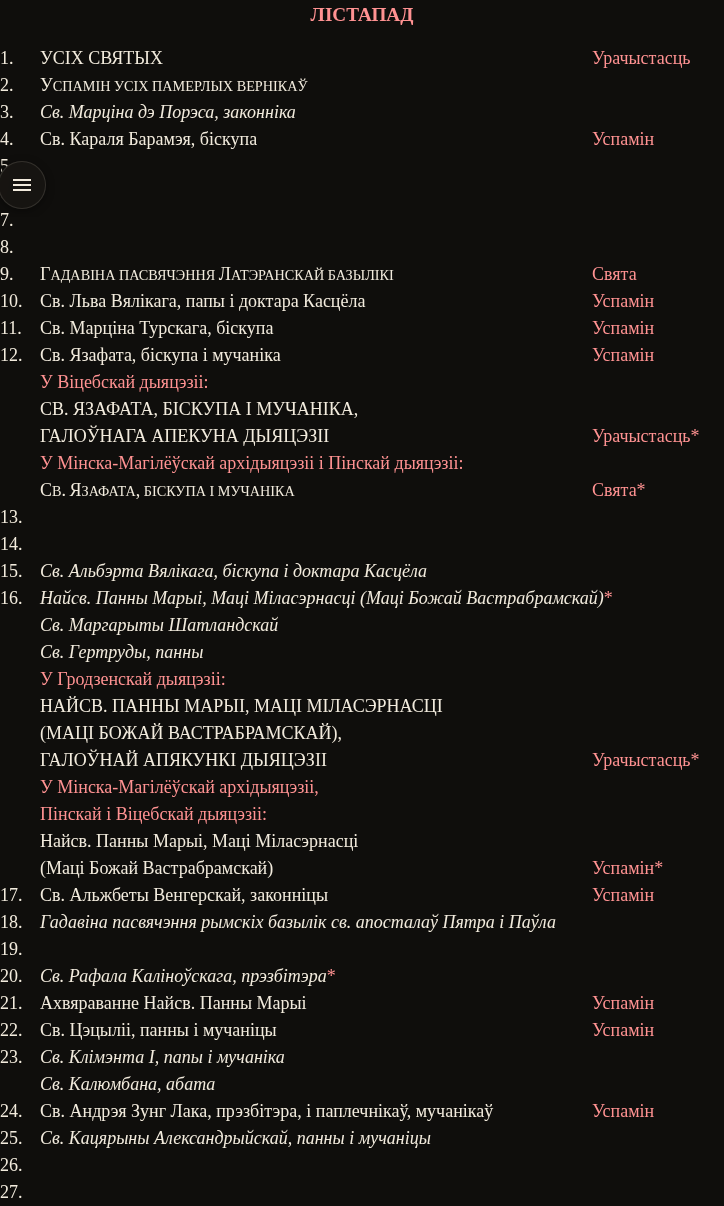 ЛІСТАПАД
1. УСІХ СВЯТЫХ Урачыстасць
2. Успамін усіх памерлых вернікаў
3. Св. Марціна дэ Порэса, законніка
4. Св. Караля Барамэя, біскупа Успамін
5.
7.
8.
9. Гадавіна пасвячэння Латэранскай базылікі Свята
10. Св. Льва Вялікага, папы і доктара Касцёла Успамін
11. Св. Марціна Турскага, біскупа Успамін
12. Св. Язафата, біскупа і мучаніка Успамін
У Віцебскай дыяцэзіі:
СВ. ЯЗАФАТА, БІСКУПА І МУЧАНІКА,
ГАЛОЎНАГА АПЕКУНА ДЫЯЦЭЗІІ Урачыстасць*
У Мінска-Магілёўскай архідыяцэзіі і Пінскай дыяцэзіі:
Св. Язафата, біскупа і мучаніка Свята*
13.
14.
15. Св. Альбэрта Вялікага, біскупа і доктара Касцёла
16. Найсв. Панны Марыі, Маці Міласэрнасці (Маці Божай Вастрабрамскай)*
Св. Маргарыты Шатландскай
Св. Гертруды, панны
У Гродзенскай дыяцэзіі:
НАЙСВ. ПАННЫ МАРЫІ, МАЦІ МІЛАСЭРНАСЦІ
(МАЦІ БОЖАЙ ВАСТРАБРАМСКАЙ),
ГАЛОЎНАЙ АПЯКУНКІ ДЫЯЦЭЗІІ Урачыстасць*
У Мінска-Магілёўскай архідыяцэзіі,
Пінскай і Віцебскай дыяцэзіі:
Найсв. Панны Марыі, Маці Міласэрнасці
(Маці Божай Вастрабрамскай) Успамін*
17. Св. Альжбеты Венгерскай, законніцы Успамін
18. Гадавіна пасвячэння рымскіх базылік св. апосталаў Пятра і Паўла
19.
20. Св. Рафала Каліноўскага, прэзбітэра*
21. Ахвяраванне Найсв. Панны Марыі Успамін
22. Св. Цэцыліі, панны і мучаніцы Успамін
23. Св. Клімэнта І, папы і мучаніка
Св. Калюмбана, абата
24. Св. Андрэя Зунг Лака, прэзбітэра, і паплечнікаў, мучанікаў Успамін
25. Св. Кацярыны Александрыйскай, панны і мучаніцы
26.
27.